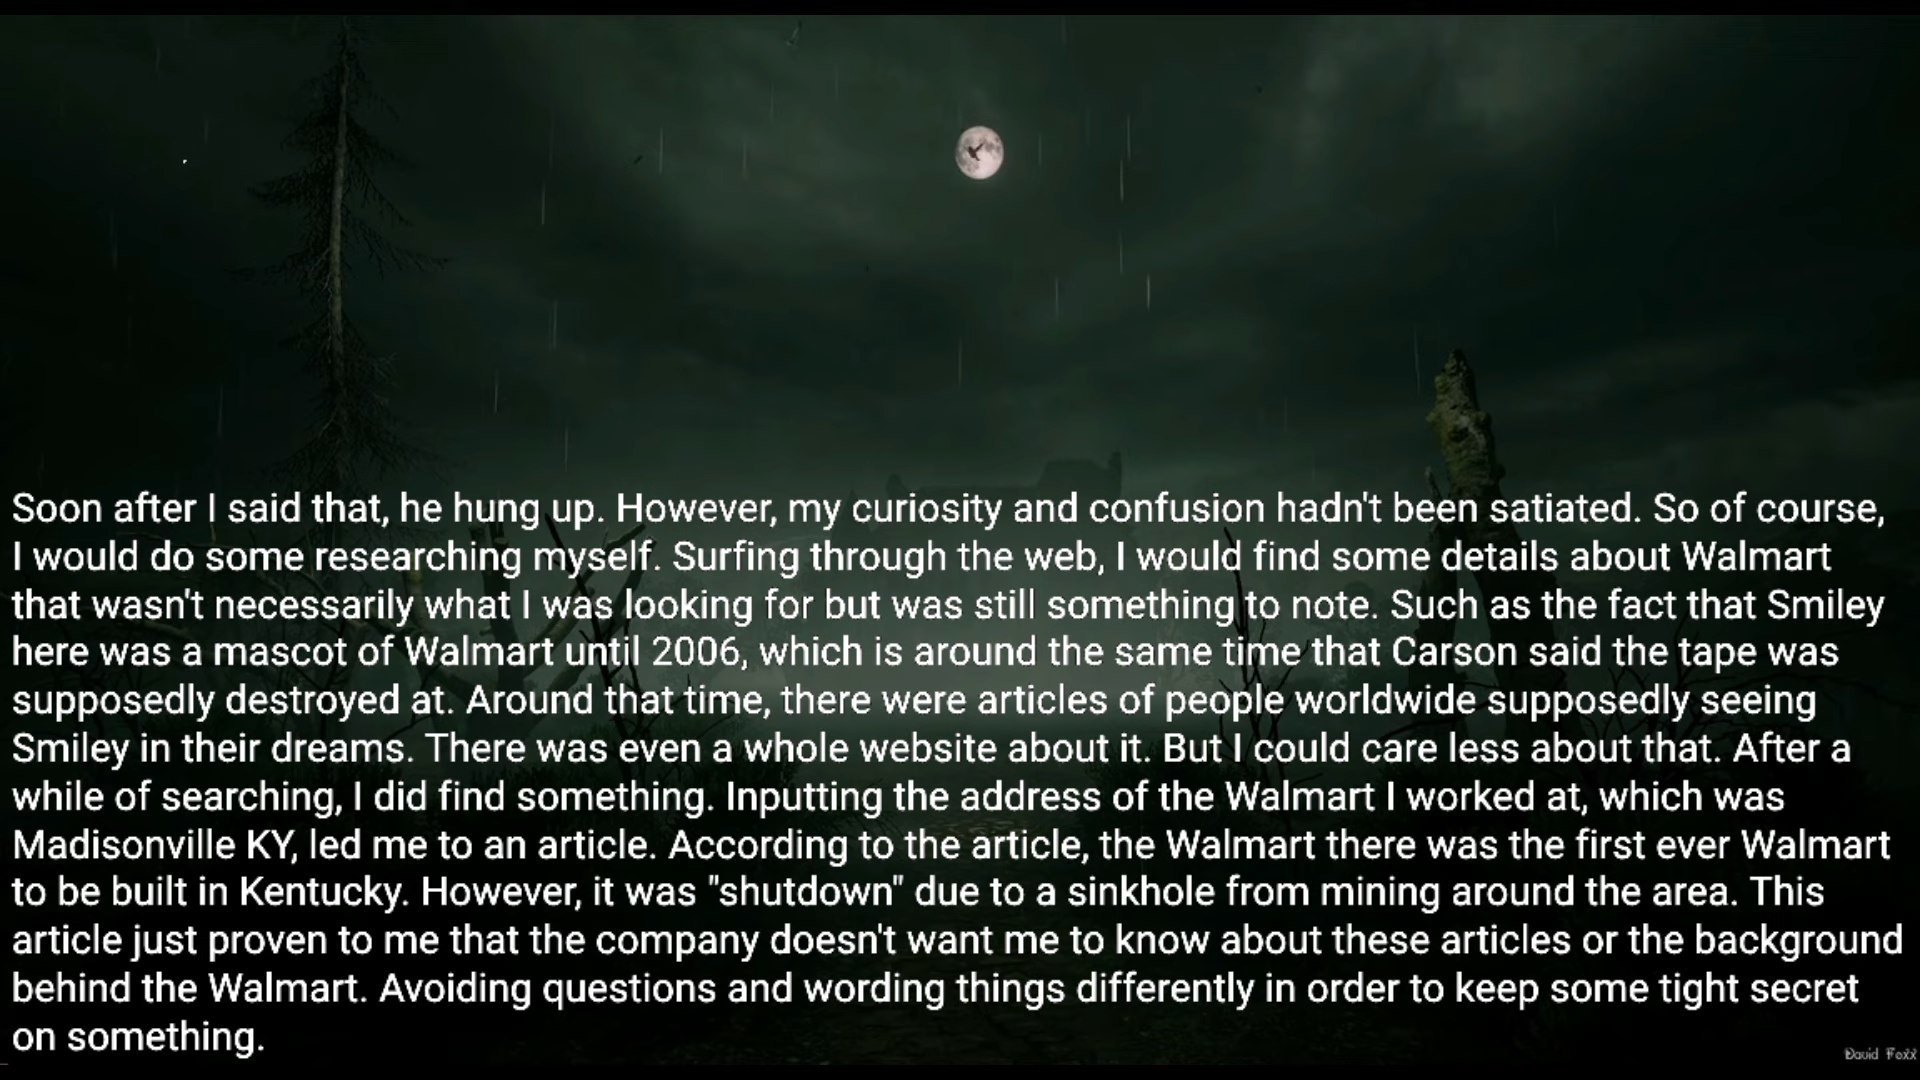 Soon after I said that, he hung up. However, my curiosity and confusion hadn't been satiated. So of course,
I would do some researching myself. Surfing through the web, I would find some details about Walmart
that wasn't necessarily what I was looking for but was still something to note. Such as the fact that Smiley
here was a mascot of Walmart until 2006, which is around the same time that Carson said the tape was
supposedly destroyed at. Around that time, there were articles of people worldwide supposedly seeing
Smiley in their dreams. There was even a whole website about it. But I could care less about that. After a
while of searching, I did find something. Inputting the address of the Walmart I worked at, which was
Madisonville KY, led me to an article. According to the article, the Walmart there was the first ever Walmart
to be built in Kentucky. However, it was "shutdown" due to a sinkhole from mining around the area. This
article just proven to me that the company doesn't want me to know about these articles or the background
behind the Walmart. Avoiding questions and wording things differently in order to keep some tight secret
on something.
David Foxx